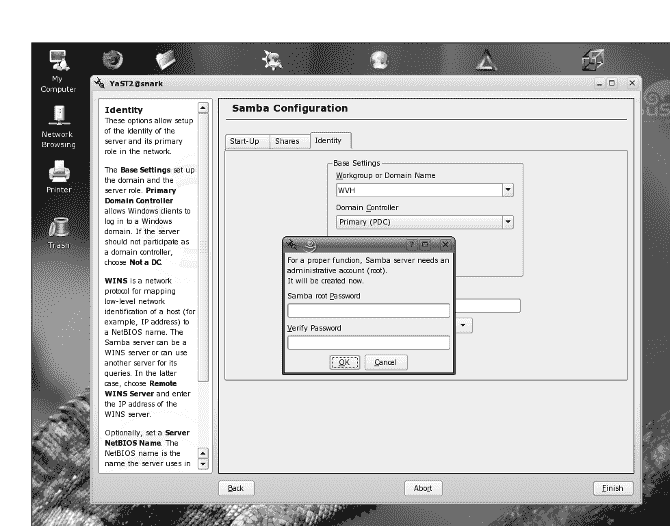 My
Computer
Network
Browsing
Printer
Trash
YaST2@snark
Identity
These options allow setup
of the identity of the
server and its primary
role in the network.
The Base Settings set up
the domain and the
server role. Primary
Domain Controller
allows Windows clients to
log in to a Windows
domain. If the server
should not participate as
a domain controller,
choose Not a DC.
WINS is a network
protocol for mapping
low-level network
identification of a host (for
example, IP address) to
a NetBIOS name. The
Samba server can be a
WINS server or can use
another server for its
queries. In the latter
case, choose Remote
WINS Server and enter
the IP address of the
WINS server.
Optionally, set a Server
NetBIOS Name. The
NetBIOS name is the
name the server uses in
Samba Configuration
Start-Up Shares Identity
Base Settings
Workgroup or Domain Name
WVH
Domain Controller
Primary (PDC)
For a proper function, Samba server needs an
administrative account (root).
It will be created now.
Samba root Password
Verify Password
OK Cancel
Back Abort Finish